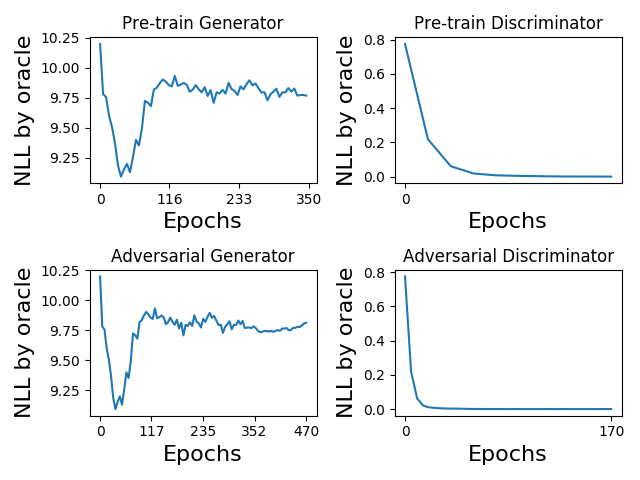 Pre-train Generator
NLL by oracle
10.25
10.00
9.75
9.50
9.25
0 116 233 350
Epochs
Pre-train Discriminator
NLL by oracle
0.8
0.6
0.4
0.2
0.0
0
Epochs
Adversarial Generator
NLL by oracle
10.25
10.00
9.75
9.50
9.25
0 117 235 352 470
Epochs
Adversarial Discriminator
NLL by oracle
0.8
0.6
0.4
0.2
0.0
0 170
Epochs